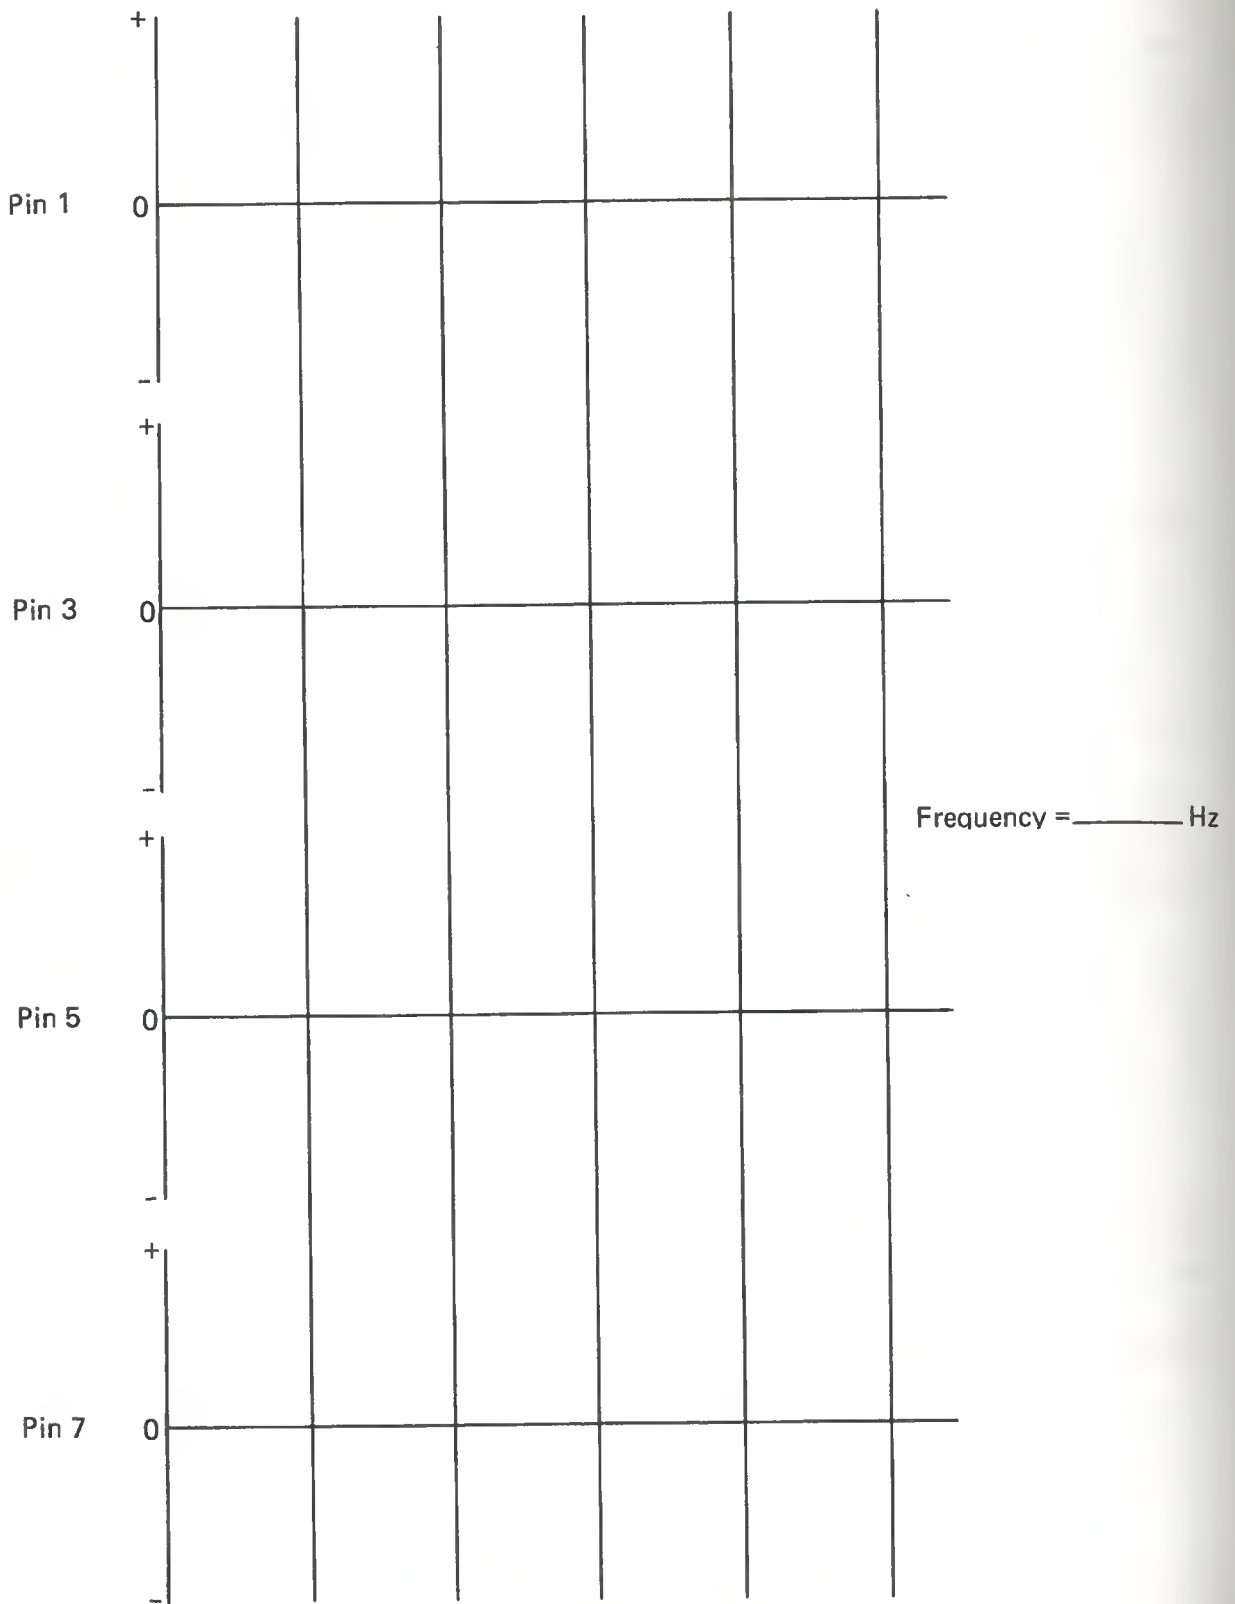 +
Pin 1 0
-
+
Pin 3 0
-
Frequency = ______ Hz
+
Pin 5 0
-
+
Pin 7 0
-